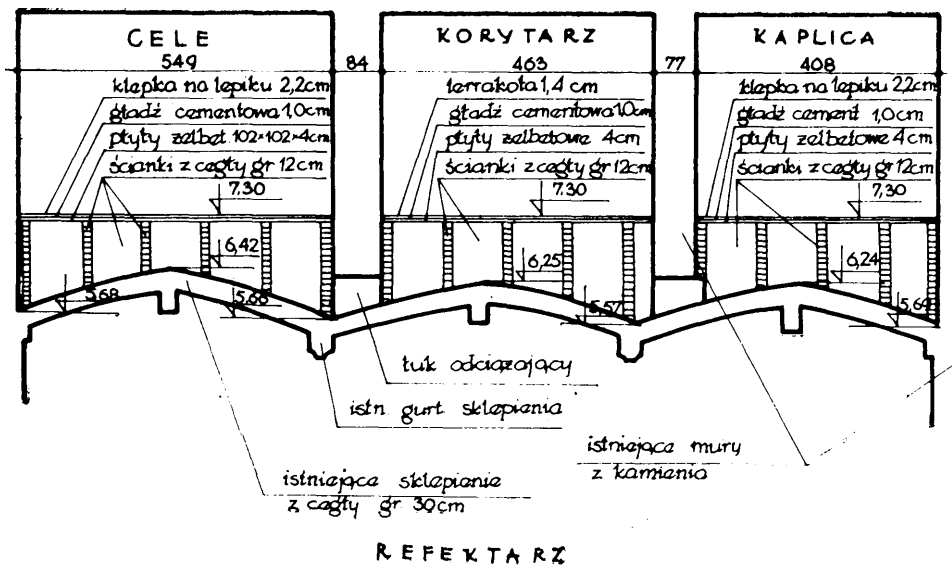 CELE
549
klepka na lepiku 2,2cm
gładź cementowa 1,0cm
płyty żelbet. 102×102×4cm
ścianki z cegły gr 12cm
7.30
6,42
5,68
5,68
84
KORYTARZ
463
terrakota 1,4 cm
gładź cementowa 1,0cm
płyty żelbetowe 4cm
ścianki z cegły gr 12cm
7.30
6,25
5,57
77
KAPLICA
408
klepka na lepiku 2,2cm
gładź cement 1,0cm
płyty żelbetowe 4cm
ścianki z cegły gr 12cm
7,30
6,24
5,69
łuk odciążający
istn. gurt sklepienia
istniejące mury
z kamienia
istniejące sklepienie
z cegły gr 30cm
REFEKTARZ